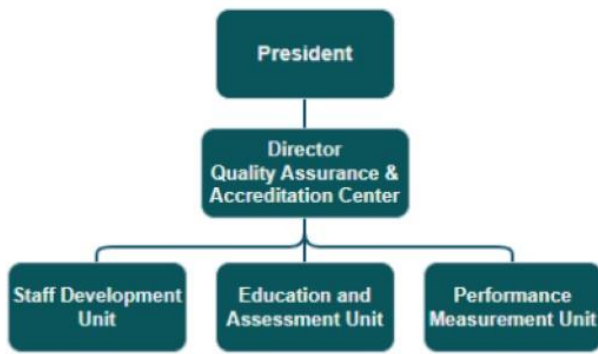 President
Director
Quality Assurance &
Accreditation Center
Staff Development
Unit
Education and
Assessment Unit
Performance
Measurement Unit